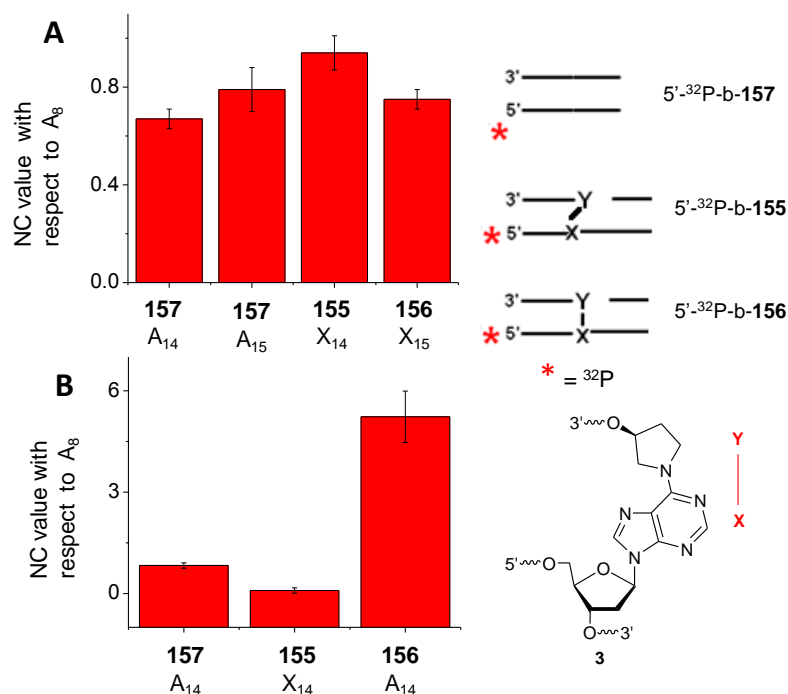 A
NC value with
respect to A₈
0.8
0.4
0.0
157 157 155 156
A₁₄ A₁₅ X₁₄ X₁₅
3'
5'
*
5'-³²P-b-157
3' Y
* 5' X
5'-³²P-b-155
3' Y
* 5' X
5'-³²P-b-156
* = ³²P
B
NC value with
respect to A₈
6
3
0
157 155 156
A₁₄ X₁₄ A₁₄
3' O
N
N N
N N
5' O O
O 3'
3
Y
X